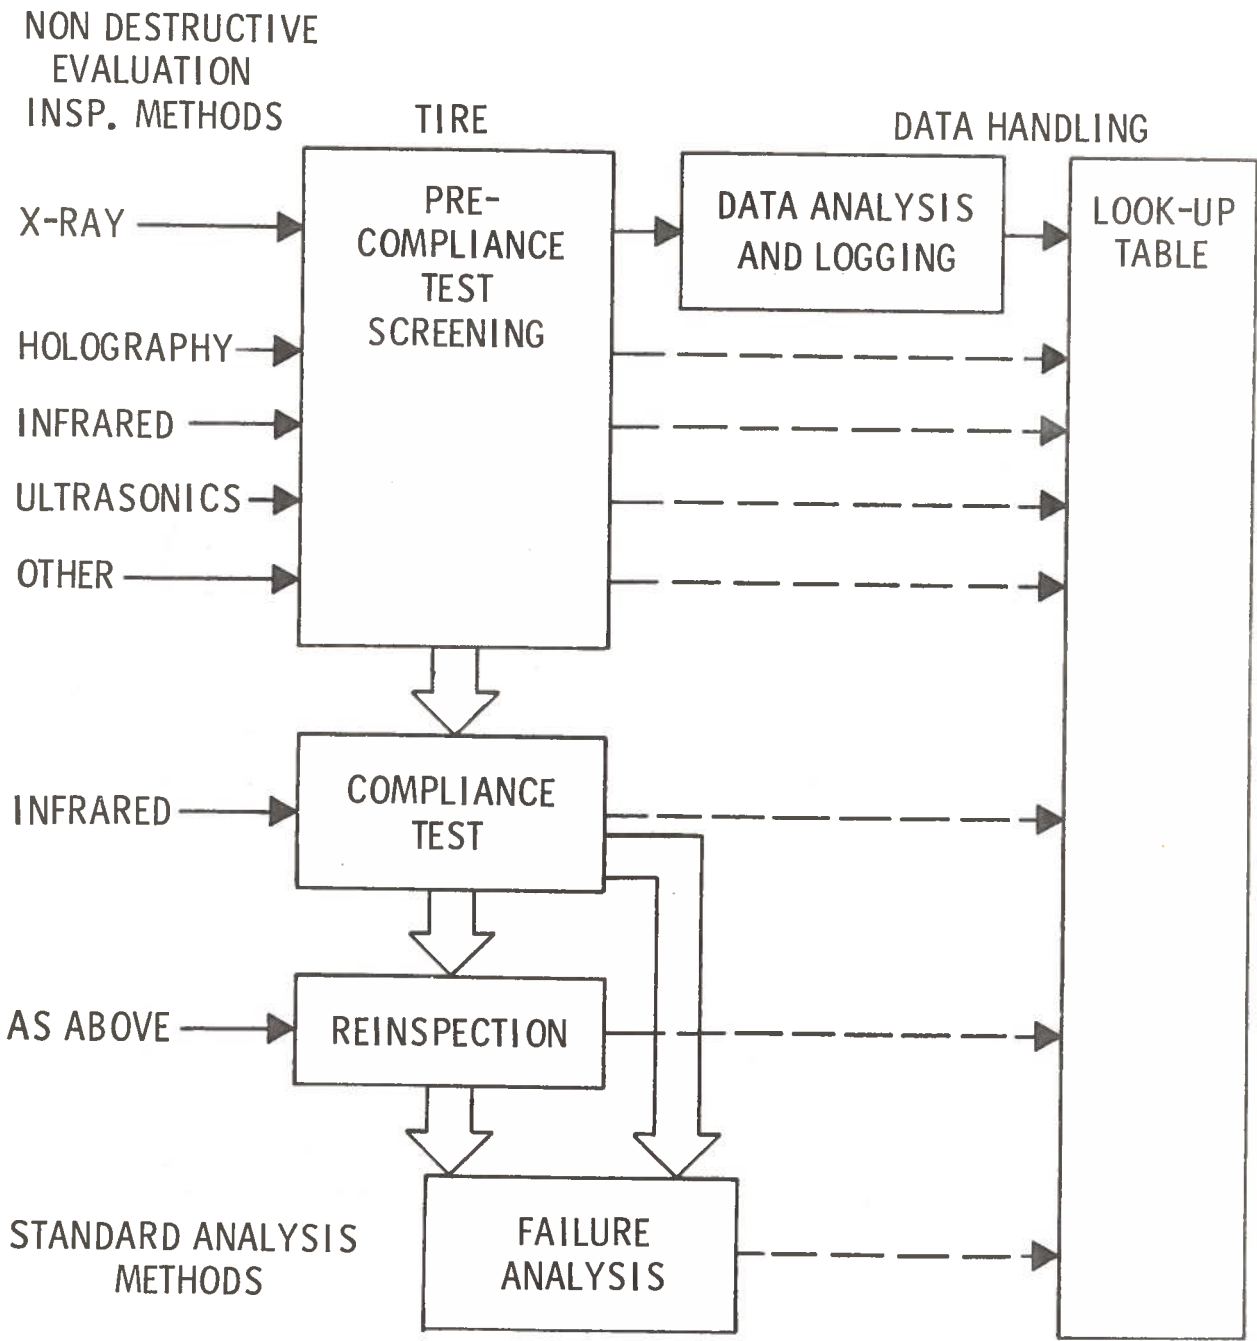 NON DESTRUCTIVE
EVALUATION
INSP. METHODS
TIRE
DATA HANDLING
X-RAY
PRE-
COMPLIANCE
TEST
SCREENING
DATA ANALYSIS
AND LOGGING
LOOK-UP
TABLE
HOLOGRAPHY
INFRARED
ULTRASONICS
OTHER
INFRARED
COMPLIANCE
TEST
AS ABOVE
REINSPECTION
STANDARD ANALYSIS
METHODS
FAILURE
ANALYSIS